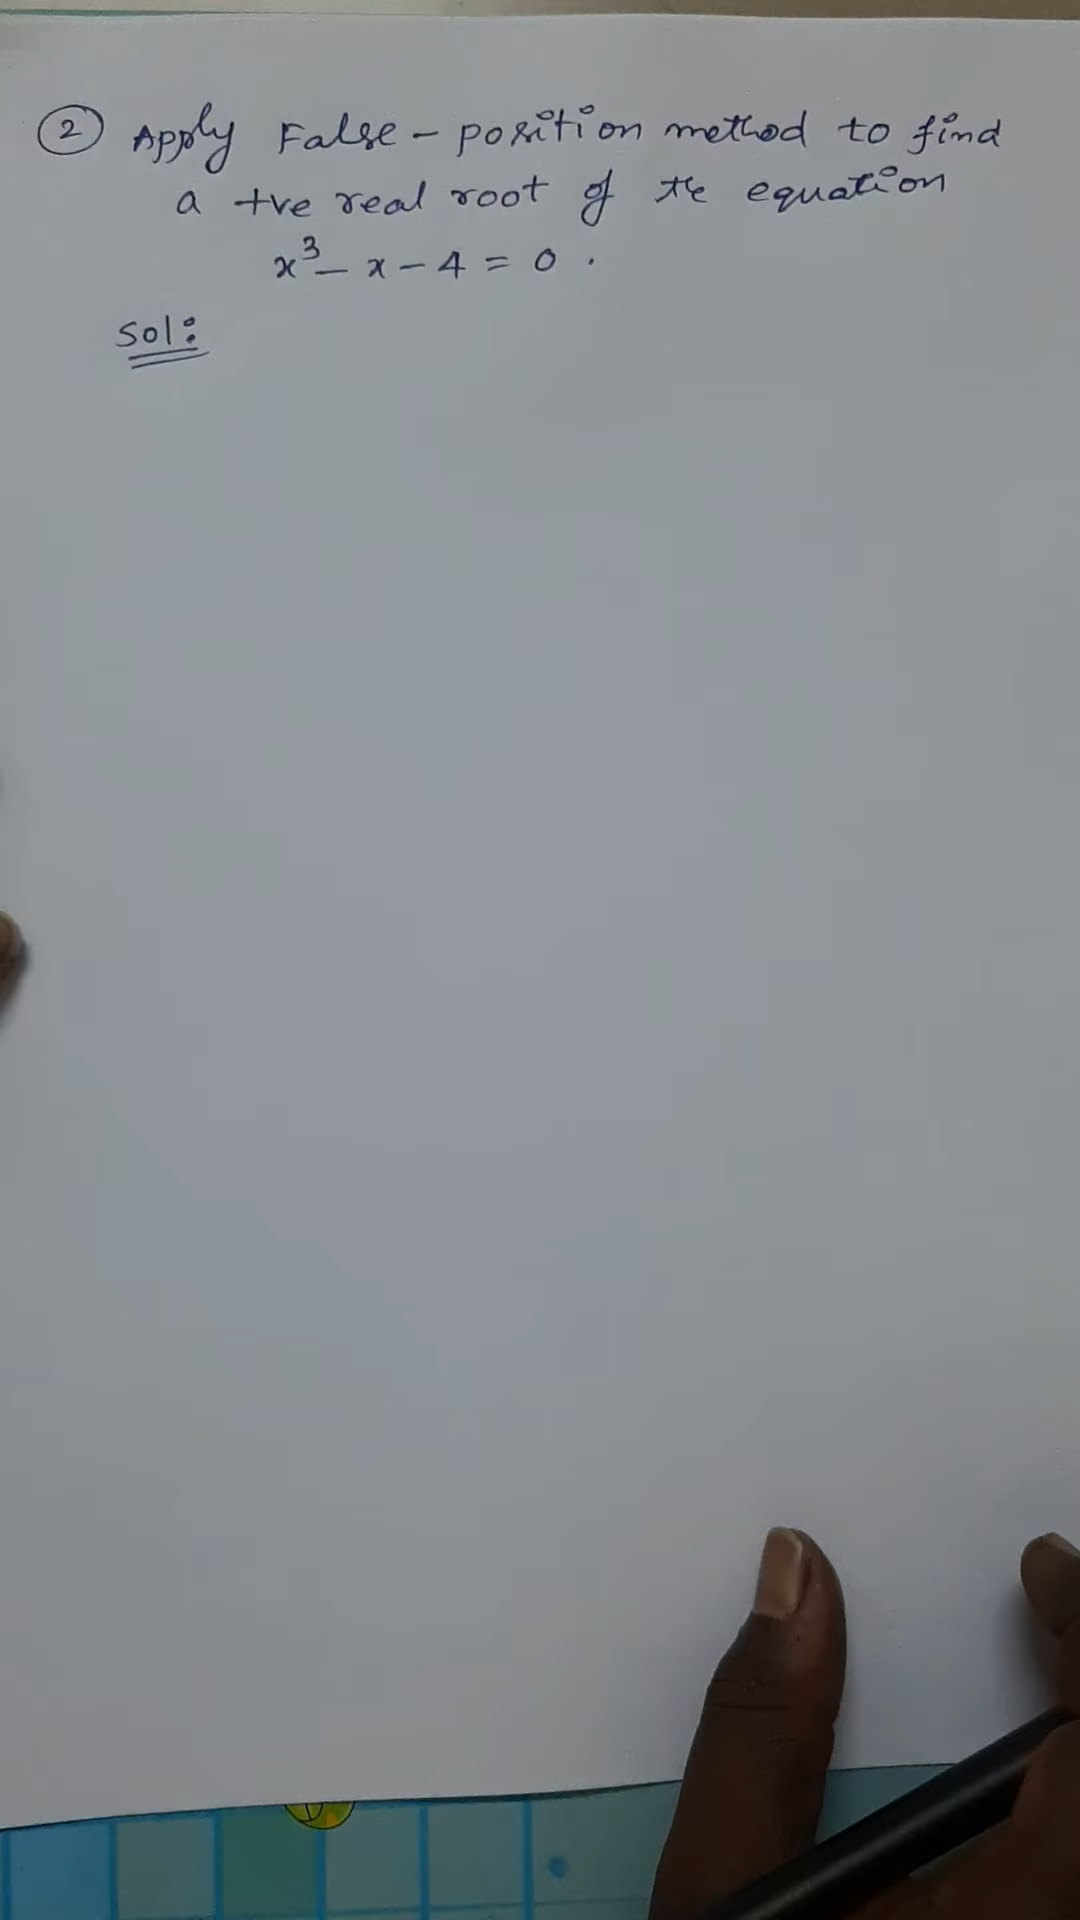 ② Apply False-position method to find
a +ve real root of the equation
x³ - x - 4 = 0 .
Sol: